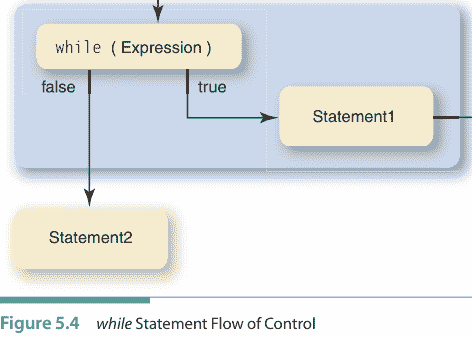 while ( Expression )
false
true
Statement1
Statement2
Figure 5.4 while Statement Flow of Control